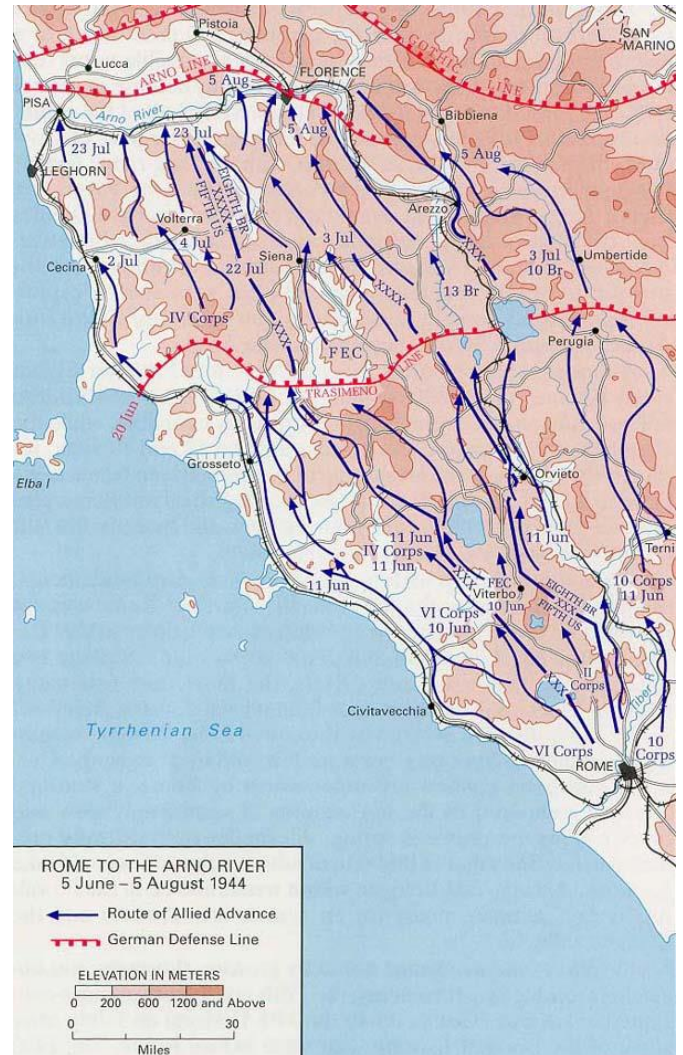 Pistoia
SAN
MARINO
Lucca
FLORENCE
GOTHIC
LINE
ARNO LINE
5 Aug
PISA
Arno River
Bibbiena
23 Jul
23 Jul
5 Aug
5 Aug
LEGHORN
EIGHTH BR
XXXX
FIFTH US
Arezzo
Volterra
4 Jul
3 Jul
Siena
XXX
3 Jul
10 Br
Umbertide
Cecina
2 Jul
22 Jul
XXXX
13 Br
IV Corps
XXX
FEC
Perugia
TRASIMENO
LINE
20 Jun
Grosseto
Orvieto
Elba I
11 Jun
IV Corps
11 Jun
11 Jun
Terni
11 Jun
XXX
FEC
Viterbo
10 Jun
EIGHTH BR
XXX
FIFTH US
10 Corps
11 Jun
VI Corps
10 Jun
II
Corps
XXX
Tiber R
Civitavecchia
Tyrrhenian Sea
VI Corps
10
Corps
ROME
ROME TO THE ARNO RIVER
5 June – 5 August 1944
Route of Allied Advance
German Defense Line
ELEVATION IN METERS
0 200 600 1200 and Above
0 30
Miles